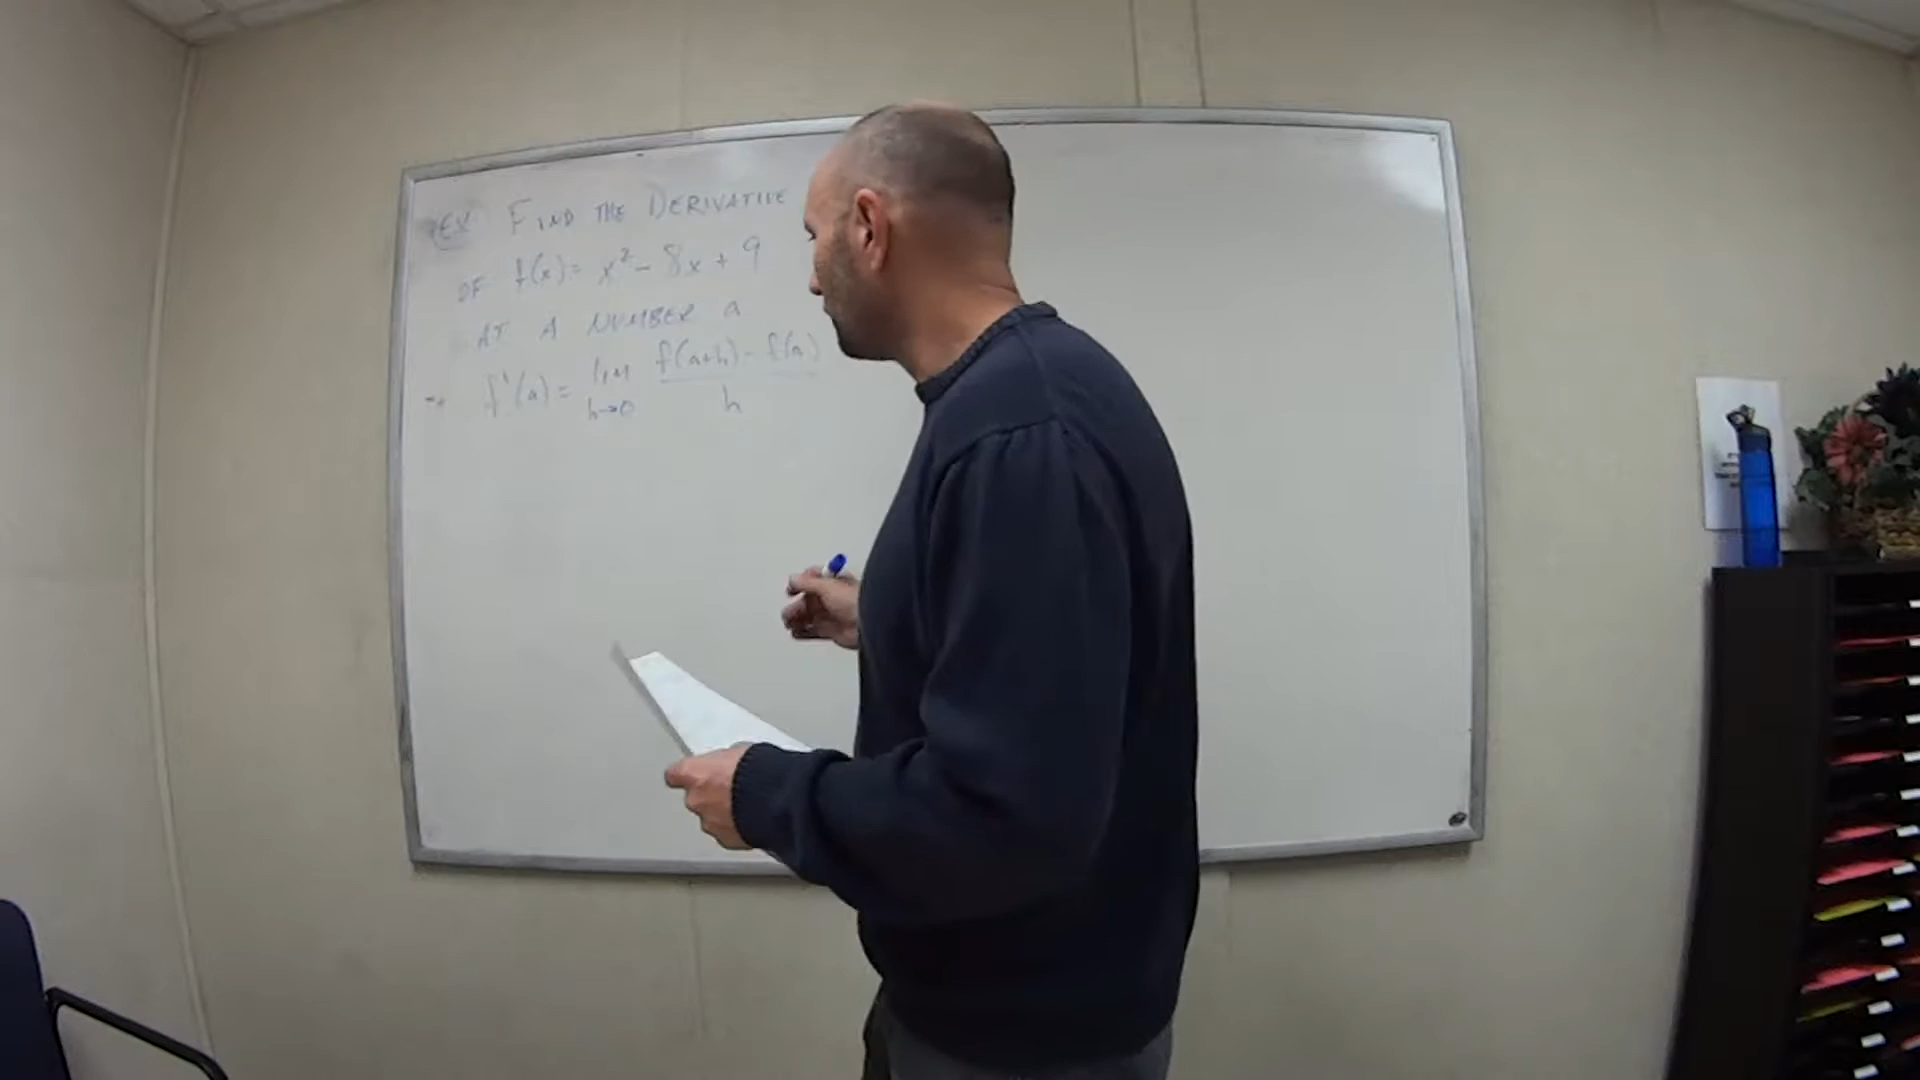 EX FIND THE DERIVATIVE
OF f(x) = x² - 8x + 9
AT A NUMBER a
→ f'(a) = lim h→0 f(a+h) - f(a) / h